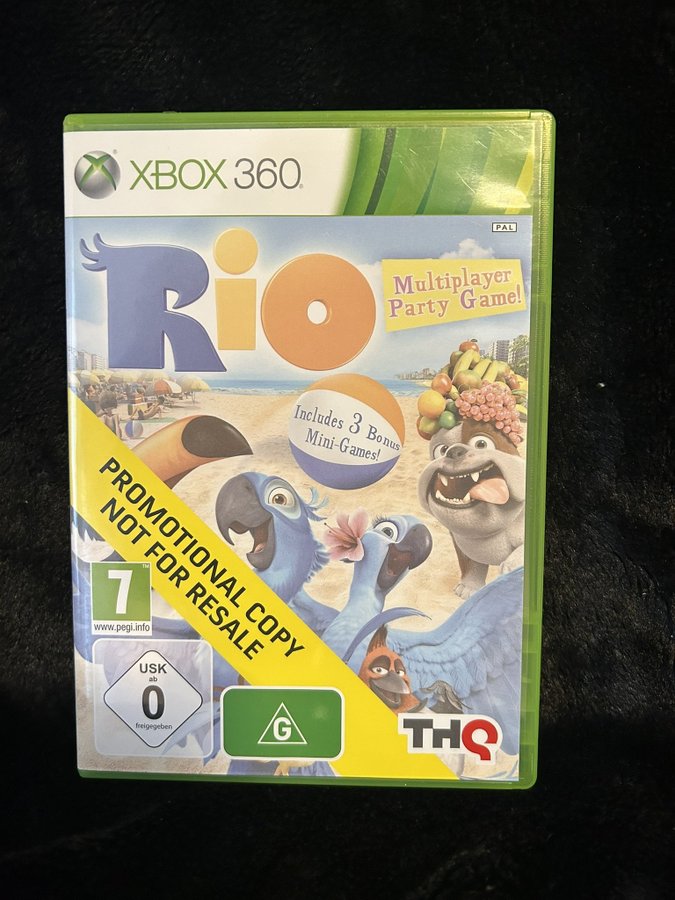 XBOX 360
PAL
Rio
Multiplayer
Party Game!
Includes 3 Bonus
Mini-Games!
PROMOTIONAL COPY
NOT FOR RESALE
7
www.pegi.info
USK
ab
0
freigegeben
G
THQ